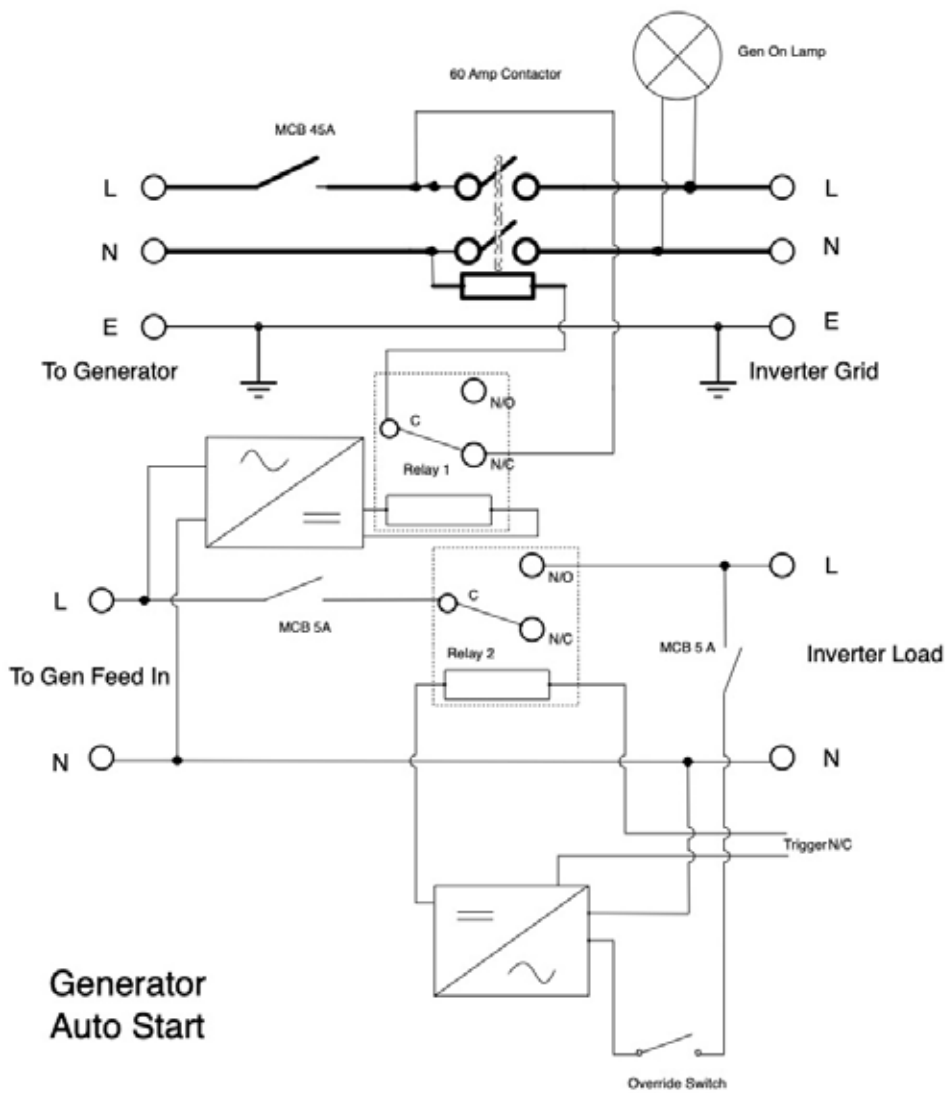 Gen On Lamp
60 Amp Contactor
MCB 45A
L
L
N
N
E
E
To Generator
Inverter Grid
N/O
C
N/C
Relay 1
N/O
L
L
C
MCB 5A
N/C
MCB 5 A
Relay 2
Inverter Load
To Gen Feed In
N
N
Trigger N/C
Generator
Auto Start
Override Switch